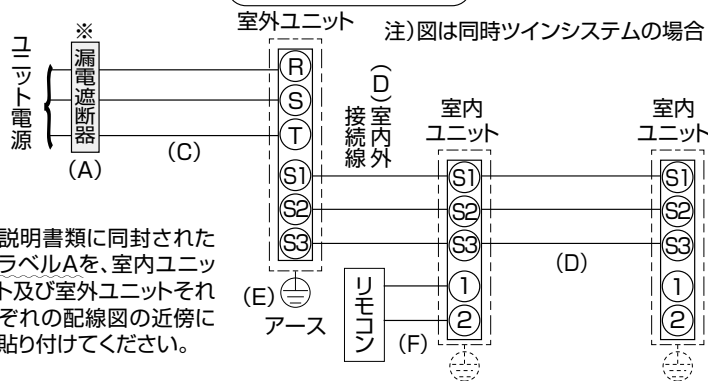 室外ユニット
注)図は同時ツインシステムの場合
※
ユニット電源
漏電遮断器
(A)
(C)
R
S
T
S1
S2
S3
(D)室内外
接続線
室内
ユニット
S1
S2
S3
1
2
室内
ユニット
S1
S2
S3
1
2
(D)
(E)
アース
リモコン
(F)
説明書類に同封された
ラベルAを、室内ユニッ
ト及び室外ユニットそれ
ぞれの配線図の近傍に
貼り付けてください。